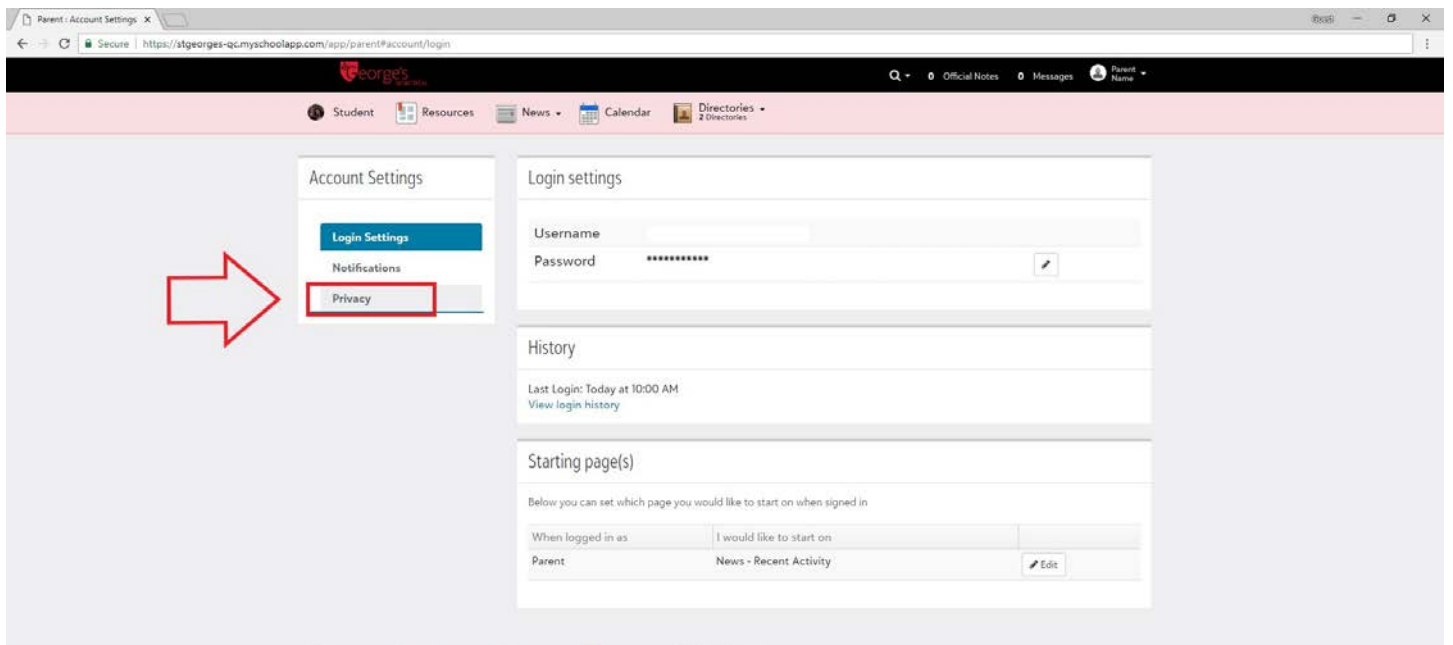 Parent : Account Settings
Secure | https://stgeorges-qc.myschoolapp.com/app/parent#account/login
George's
0 Official Notes 0 Messages Parent Name
Student Resources News Calendar Directories
2 Directories
Account Settings
Login Settings
Notifications
Privacy
Login settings
Username
Password ***********
History
Last Login: Today at 10:00 AM
View login history
Starting page(s)
Below you can set which page you would like to start on when signed in
When logged in as I would like to start on
Parent News - Recent Activity Edit